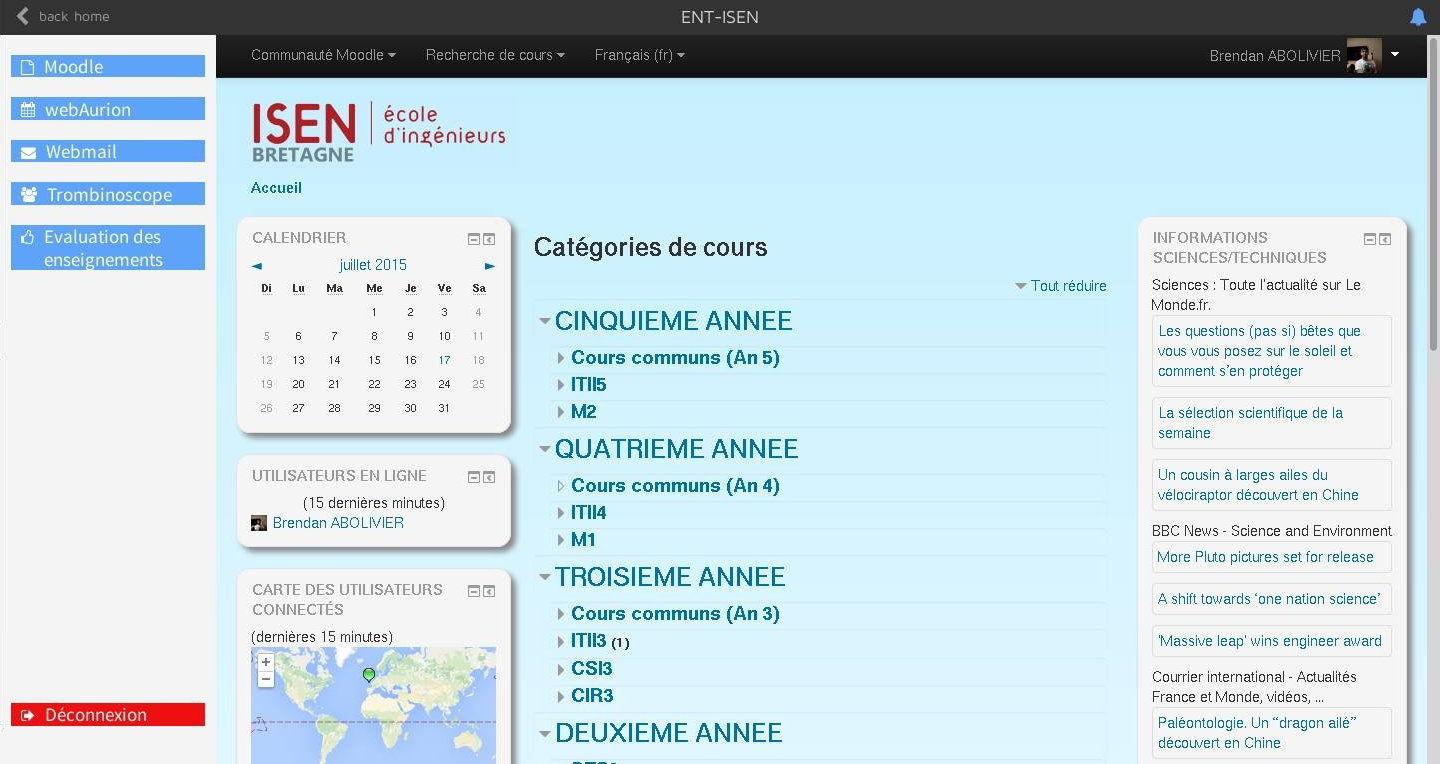 back home
ENT-ISEN
Moodle
webAurion
Webmail
Trombinoscope
Evaluation des
enseignements
Déconnexion
Communauté Moodle
Recherche de cours
Français (fr)
Brendan ABOLIVIER
ISEN
BRETAGNE
école
d'ingénieurs
Accueil
CALENDRIER
◄ juillet 2015 ►
Di Lu Ma Me Je Ve Sa
1 2 3 4
5 6 7 8 9 10 11
12 13 14 15 16 17 18
19 20 21 22 23 24 25
26 27 28 29 30 31
UTILISATEURS EN LIGNE
(15 dernières minutes)
Brendan ABOLIVIER
CARTE DES UTILISATEURS
CONNECTÉS
(dernières 15 minutes)
+
−
Catégories de cours
Tout réduire
CINQUIEME ANNEE
Cours communs (An 5)
ITII5
M2
QUATRIEME ANNEE
Cours communs (An 4)
ITII4
M1
TROISIEME ANNEE
Cours communs (An 3)
ITII3 (1)
CSI3
CIR3
DEUXIEME ANNEE
INFORMATIONS
SCIENCES/TECHNIQUES
Sciences : Toute l'actualité sur Le
Monde.fr.
Les questions (pas si) bêtes que
vous vous posez sur le soleil et
comment s'en protéger
La sélection scientifique de la
semaine
Un cousin à larges ailes du
vélociraptor découvert en Chine
BBC News - Science and Environment
More Pluto pictures set for release
A shift towards ‘one nation science’
'Massive leap' wins engineer award
Courrier international - Actualités
France et Monde, vidéos, ...
Paléontologie. Un “dragon ailé”
découvert en Chine